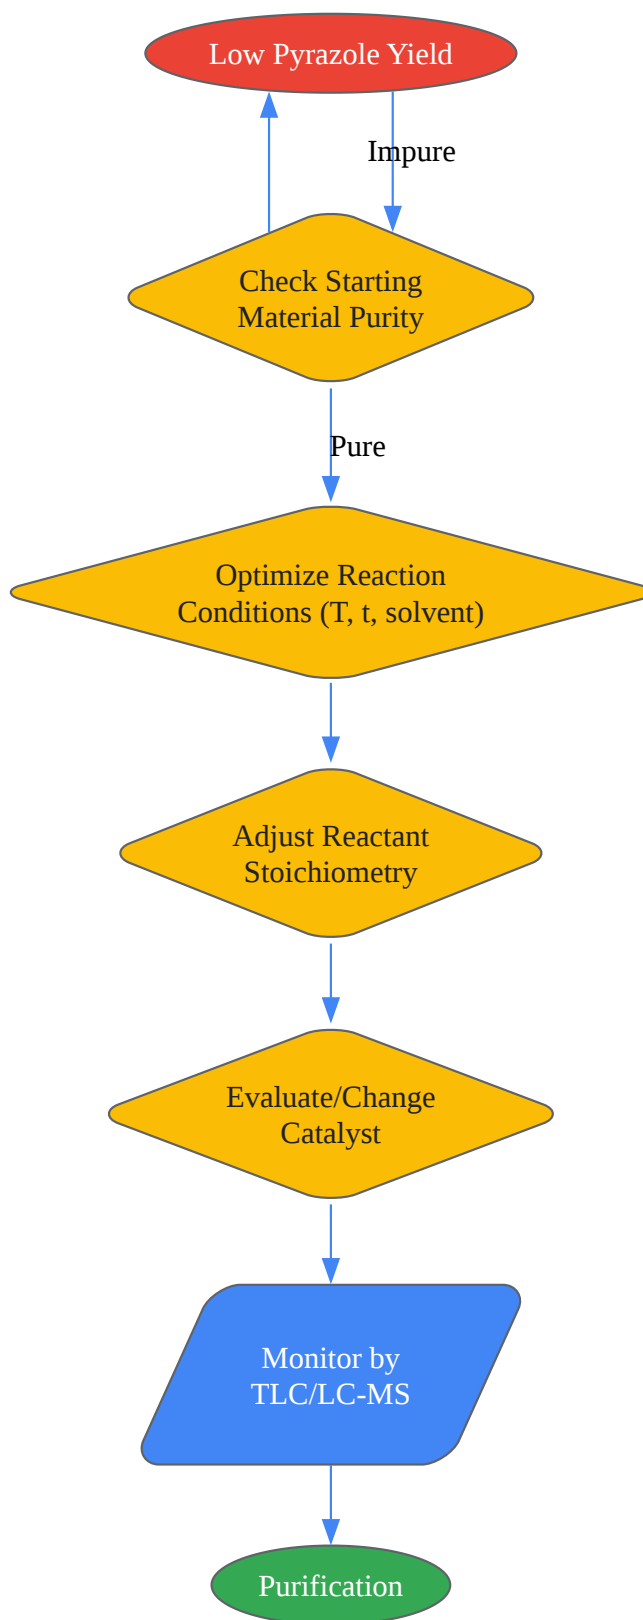 Low Pyrazole Yield
Impure
Check Starting
Material Purity
Pure
Optimize Reaction
Conditions (T, t, solvent)
Adjust Reactant
Stoichiometry
Evaluate/Change
Catalyst
Monitor by
TLC/LC-MS
Purification